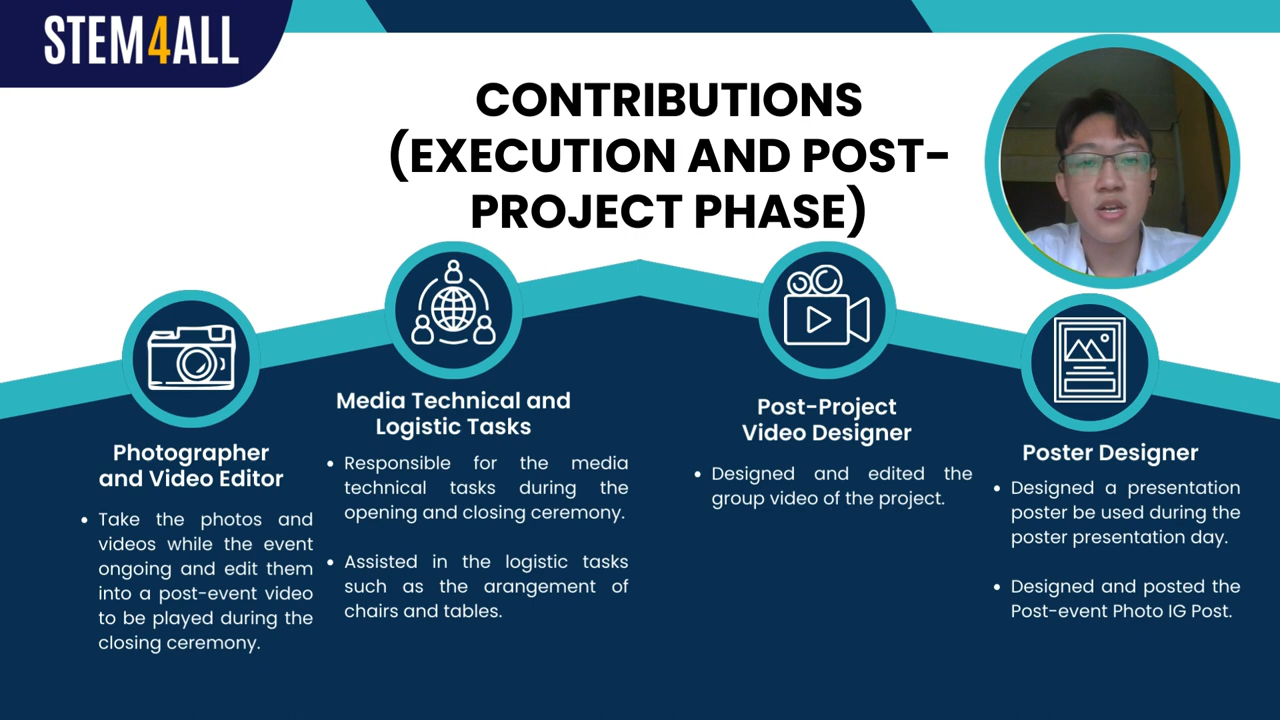 STEM4ALL
CONTRIBUTIONS
(EXECUTION AND POST-
PROJECT PHASE)
Photographer
and Video Editor
Take the photos and
videos while the event
ongoing and edit them
into a post-event video
to be played during the
closing ceremony.
Media Technical and
Logistic Tasks
Responsible for the media
technical tasks during the
opening and closing ceremony.
Assisted in the logistic tasks
such as the arangement of
chairs and tables.
Post-Project
Video Designer
Designed and edited the
group video of the project.
Poster Designer
Designed a presentation
poster be used during the
poster presentation day.
Designed and posted the
Post-event Photo IG Post.